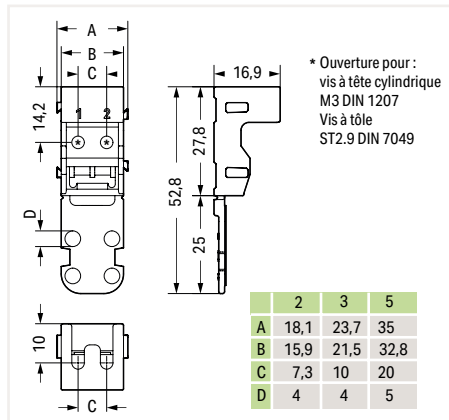 A
B
C
16,9
* Ouverture pour :
vis à tête cylindrique
M3 DIN 1207
Vis à tôle
ST2.9 DIN 7049
14,2
1 2
* *
27,8
52,8
D
25
10
C
2 3 5
A 18,1 23,7 35
B 15,9 21,5 32,8
C 7,3 10 20
D 4 4 5